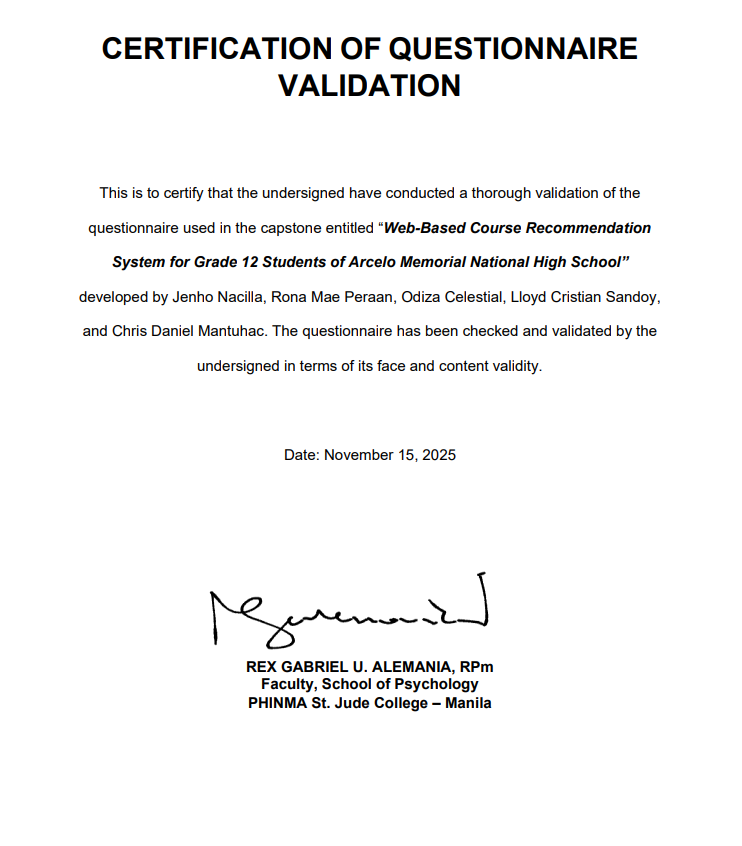 CERTIFICATION OF QUESTIONNAIRE
VALIDATION
This is to certify that the undersigned have conducted a thorough validation of the
questionnaire used in the capstone entitled “Web-Based Course Recommendation
System for Grade 12 Students of Arcelo Memorial National High School”
developed by Jenho Nacilla, Rona Mae Peraan, Odiza Celestial, Lloyd Cristian Sandoy,
and Chris Daniel Mantuhac. The questionnaire has been checked and validated by the
undersigned in terms of its face and content validity.
Date: November 15, 2025
REX GABRIEL U. ALEMANIA, RPm
Faculty, School of Psychology
PHINMA St. Jude College – Manila